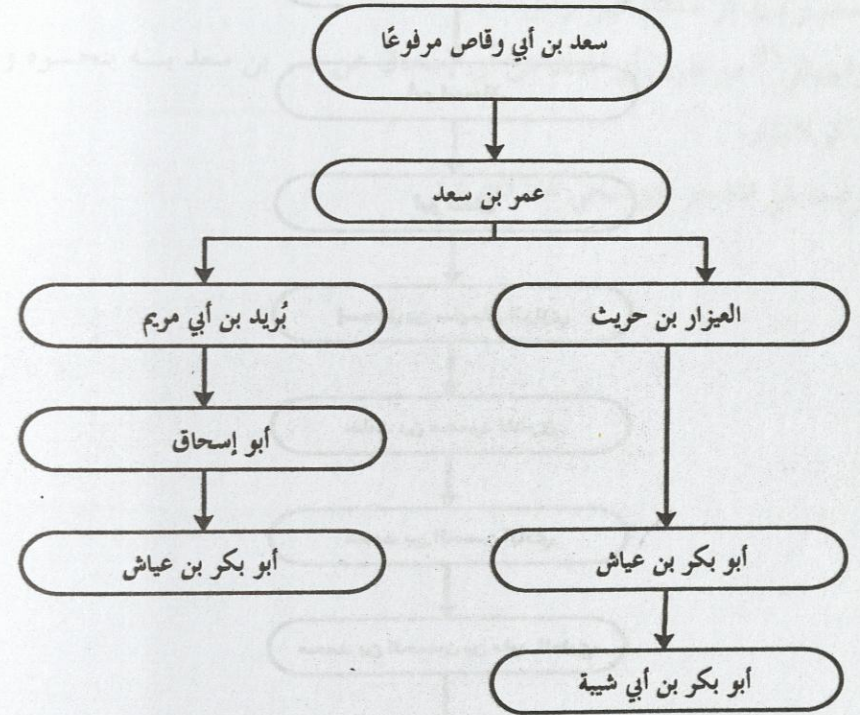 سعد بن أبي وقاص مرفوعًا
عمر بن سعد
العيزار بن حريث
بُريد بن أبي مريم
أبو إسحاق
أبو بكر بن عياش
أبو بكر بن عياش
أبو بكر بن أبي شيبة